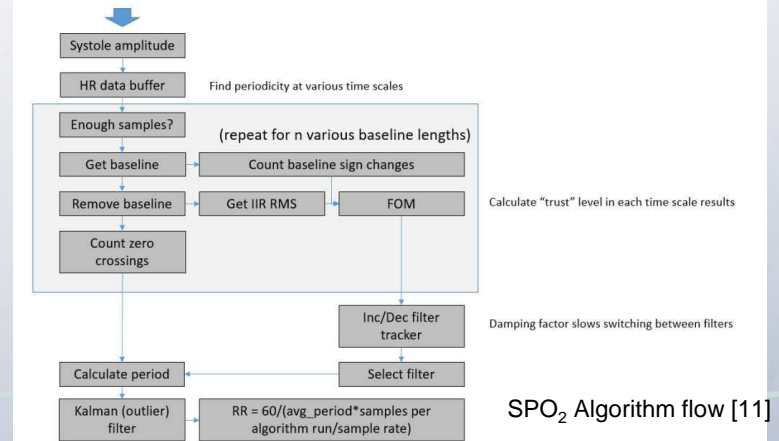 Systole amplitude
HR data buffer
Find periodicity at various time scales
Enough samples?
(repeat for n various baseline lengths)
Get baseline
Count baseline sign changes
Remove baseline
Get IIR RMS
FOM
Calculate “trust” level in each time scale results
Count zero
crossings
Inc/Dec filter
tracker
Damping factor slows switching between filters
Calculate period
Select filter
Kalman (outlier)
filter
RR = 60/(avg_period*samples per
algorithm run/sample rate)
SPO₂ Algorithm flow [11]